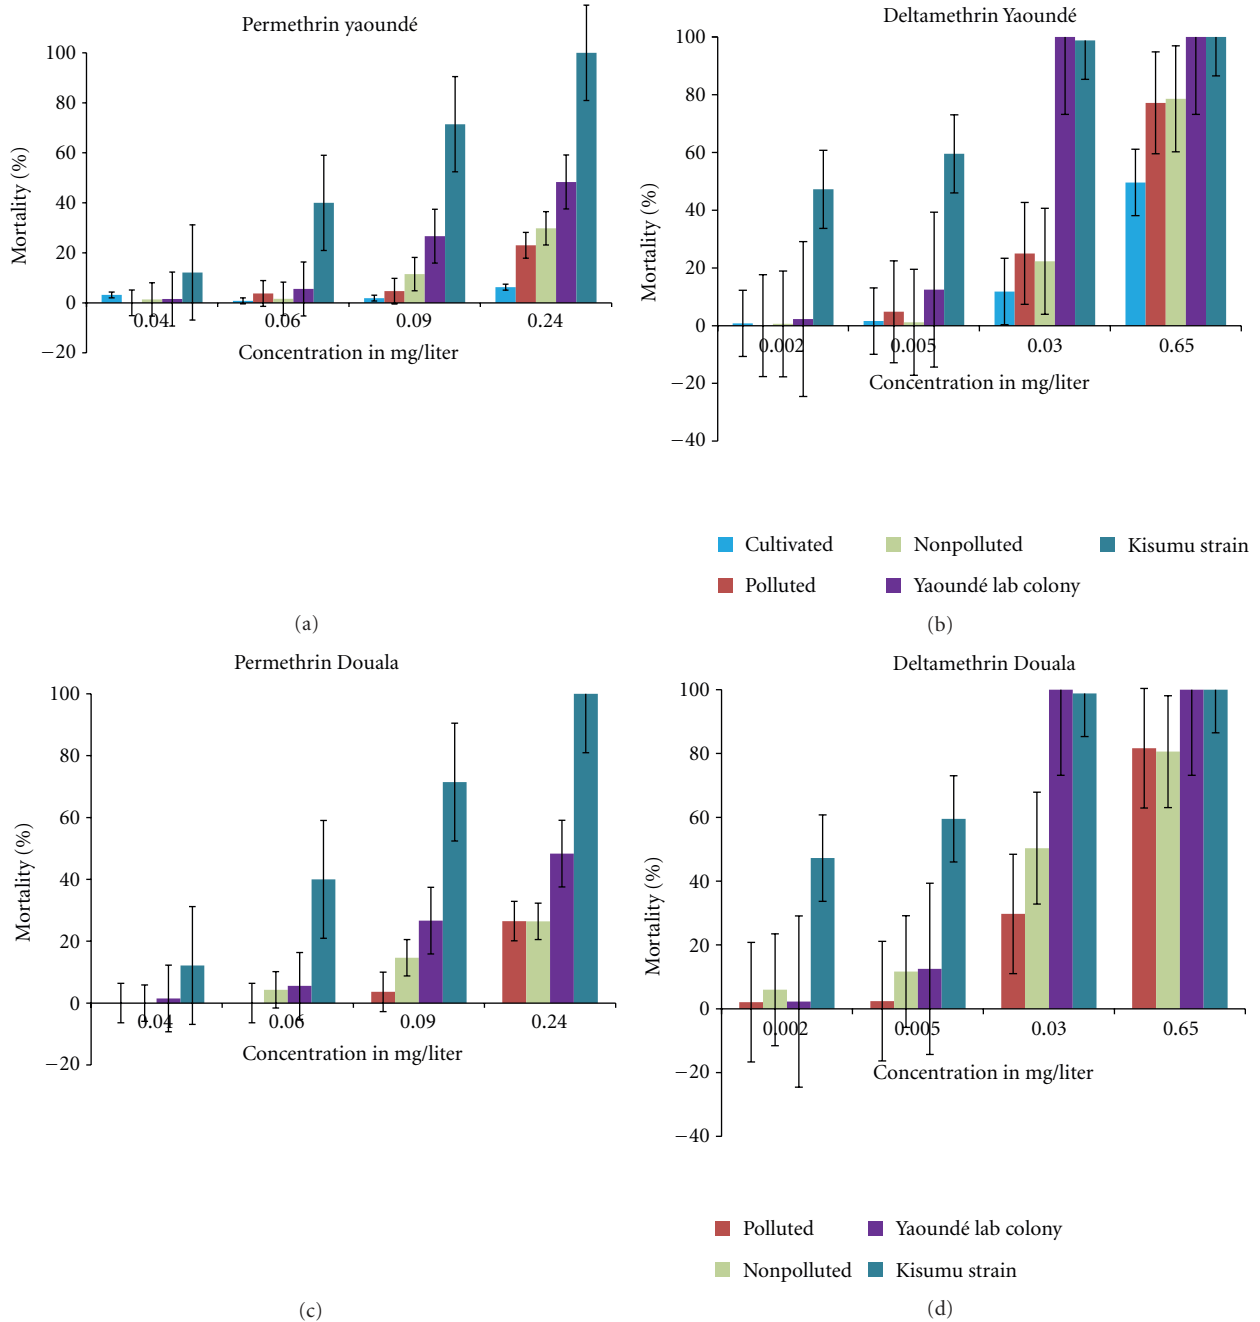 Permethrin yaoundé
100
80
60
40
20
0
−20
Mortality (%)
0.04
0.06
0.09
0.24
Concentration in mg/liter
(a)
Deltamethrin Yaoundé
100
80
60
40
20
0
−20
−40
Mortality (%)
0.002
0.005
0.03
0.65
Concentration in mg/liter
Cultivated
Nonpolluted
Kisumu strain
Polluted
Yaoundé lab colony
(b)
Permethrin Douala
100
80
60
40
20
0
−20
Mortality (%)
0.04
0.06
0.09
0.24
Concentration in mg/liter
(c)
Deltamethrin Douala
100
80
60
40
20
0
−20
−40
Mortality (%)
0.002
0.005
0.03
0.65
Concentration in mg/liter
Polluted
Yaoundé lab colony
Nonpolluted
Kisumu strain
(d)